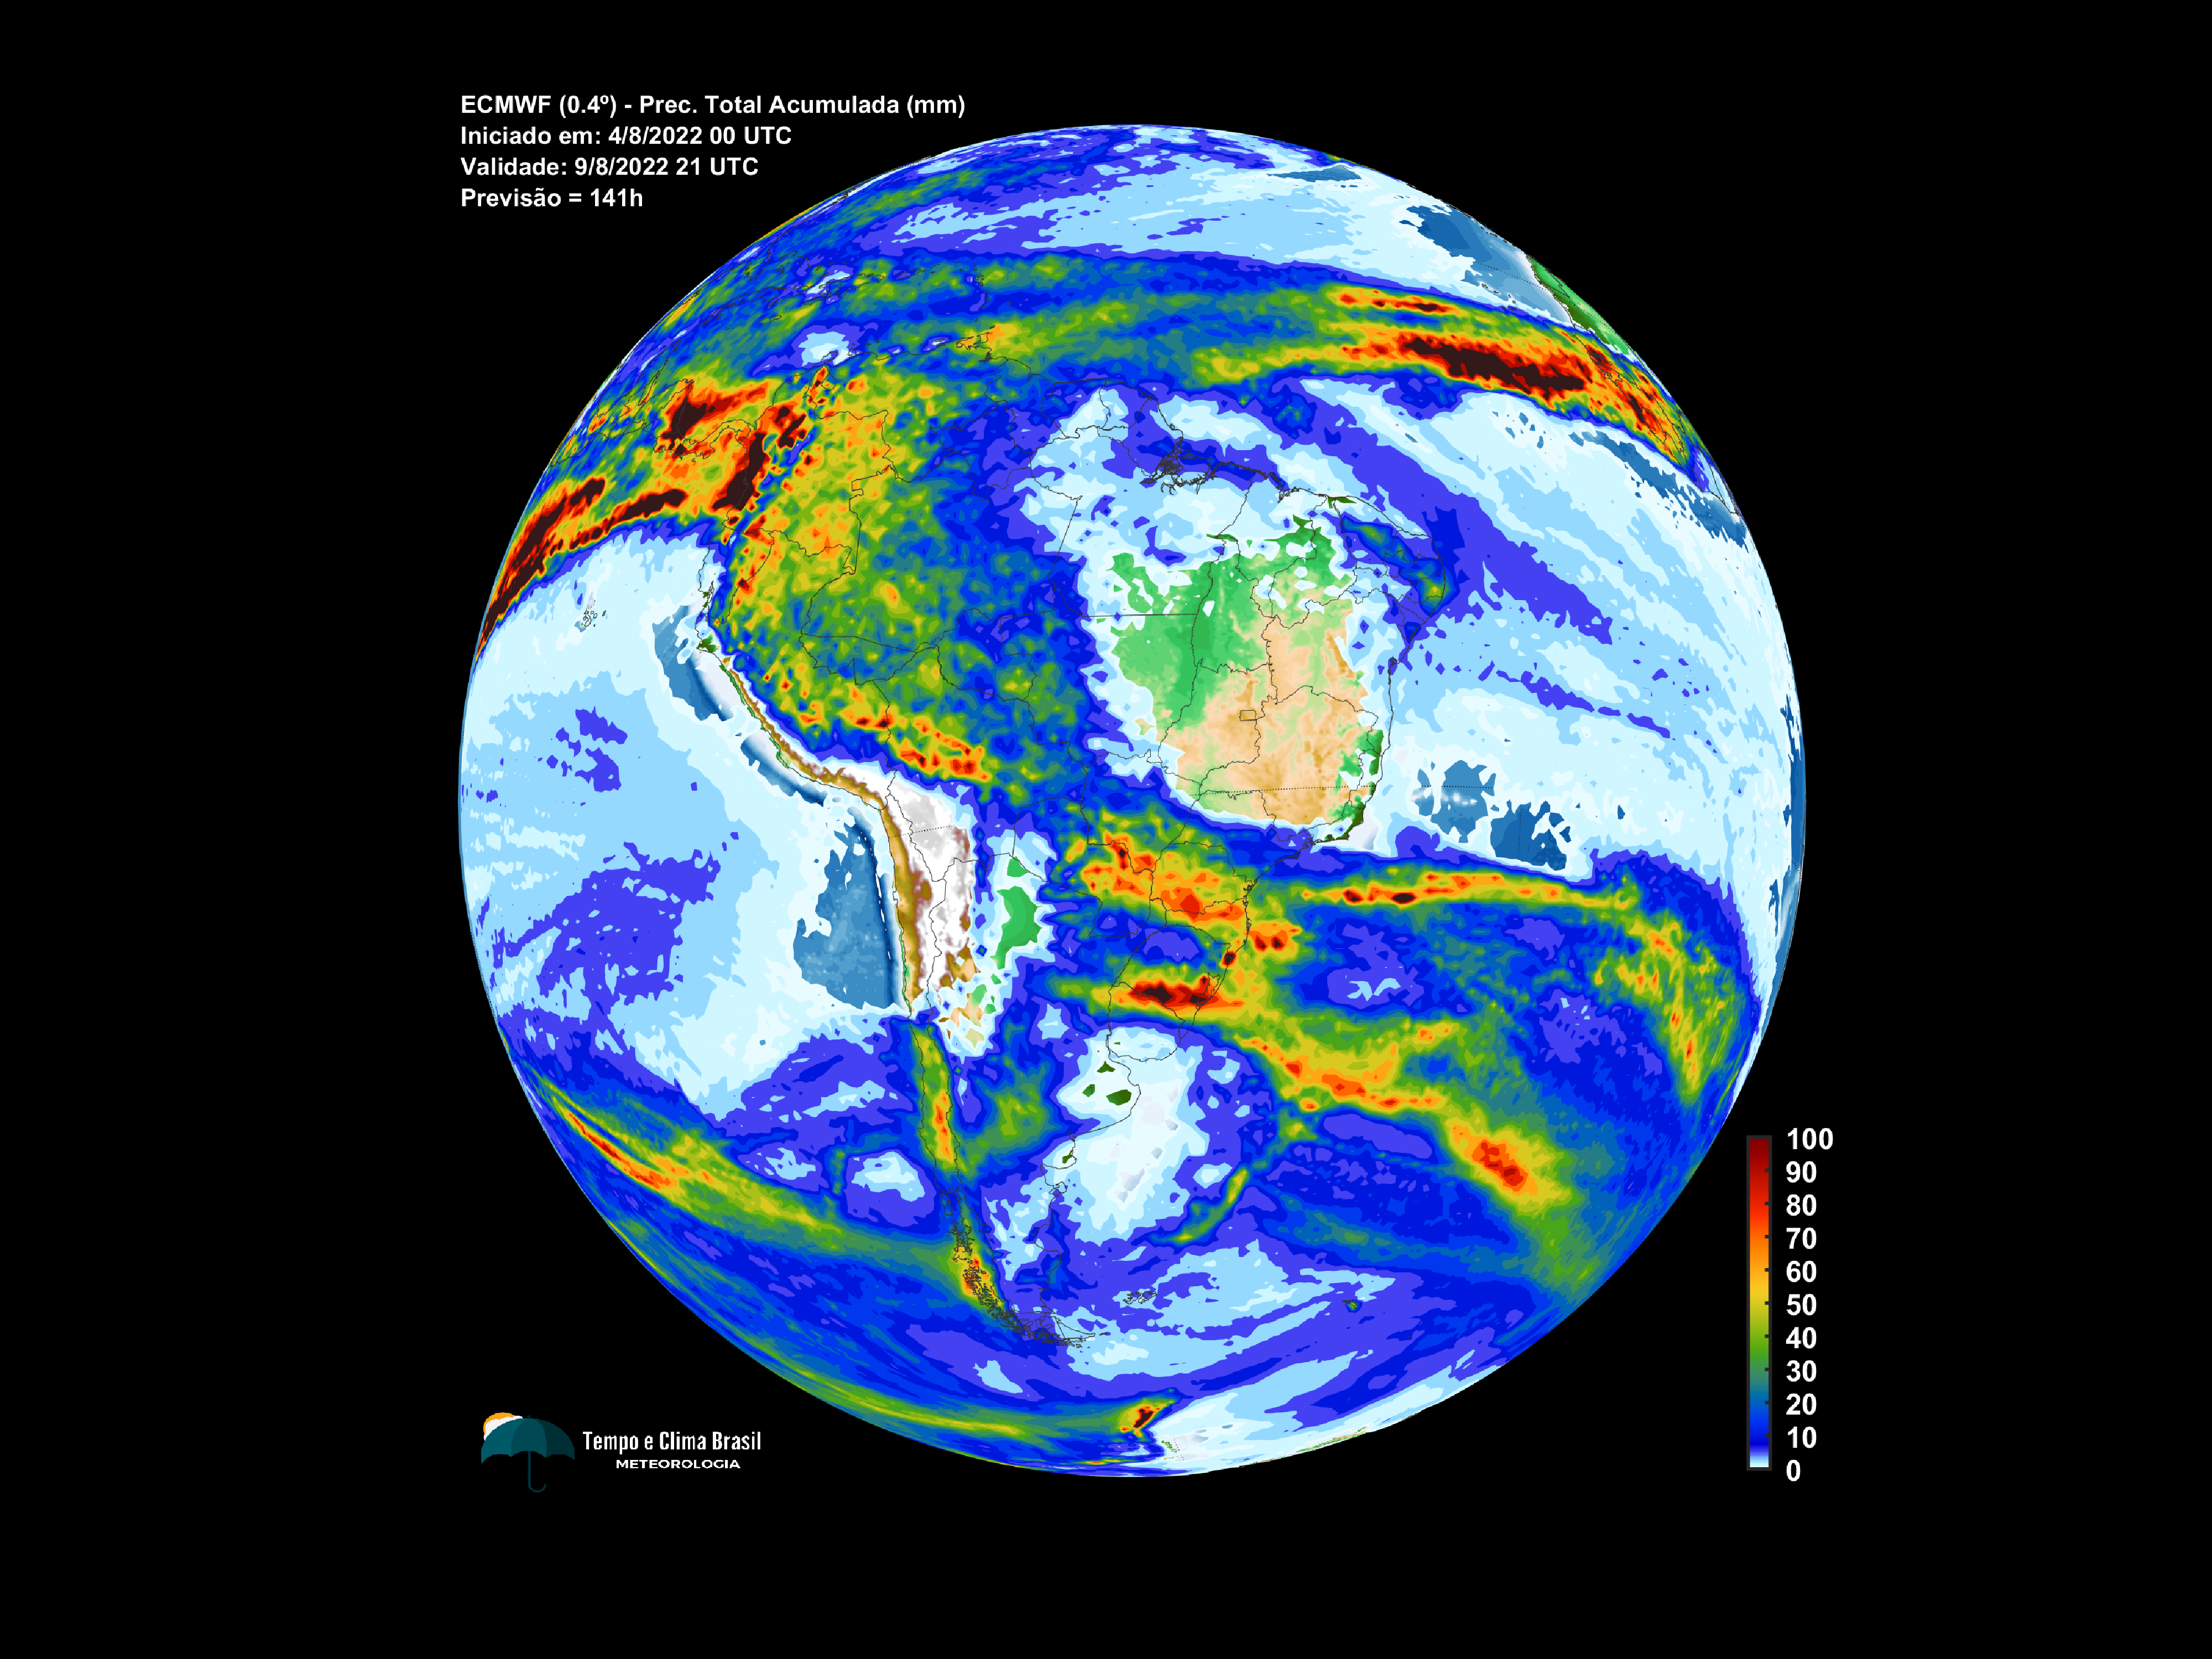 ECMWF (0.4º) - Prec. Total Acumulada (mm)
Iniciado em: 4/8/2022 00 UTC
Validade: 9/8/2022 21 UTC
Previsão = 141h
100
90
80
70
60
50
40
30
20
10
0
Tempo e Clima Brasil
METEOROLOGIA